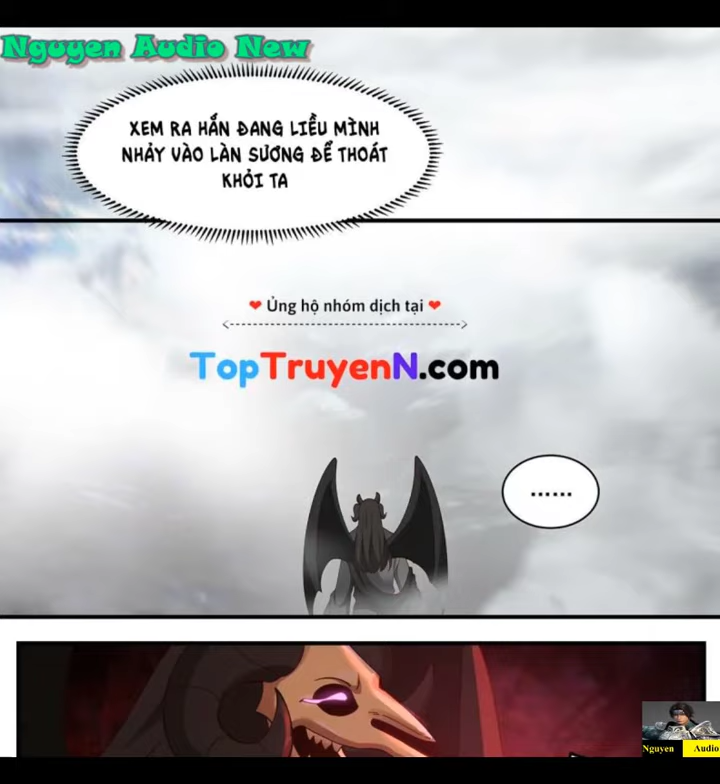 Nguyen Audio New
XEM RA HẮN ĐANG LIỀU MÌNH
NHẢY VÀO LÀN SƯƠNG ĐỂ THOÁT
KHỎI TA
❤ Ủng hộ nhóm dịch tại ❤
TopTruyenN.com
......
Nguyen Audio